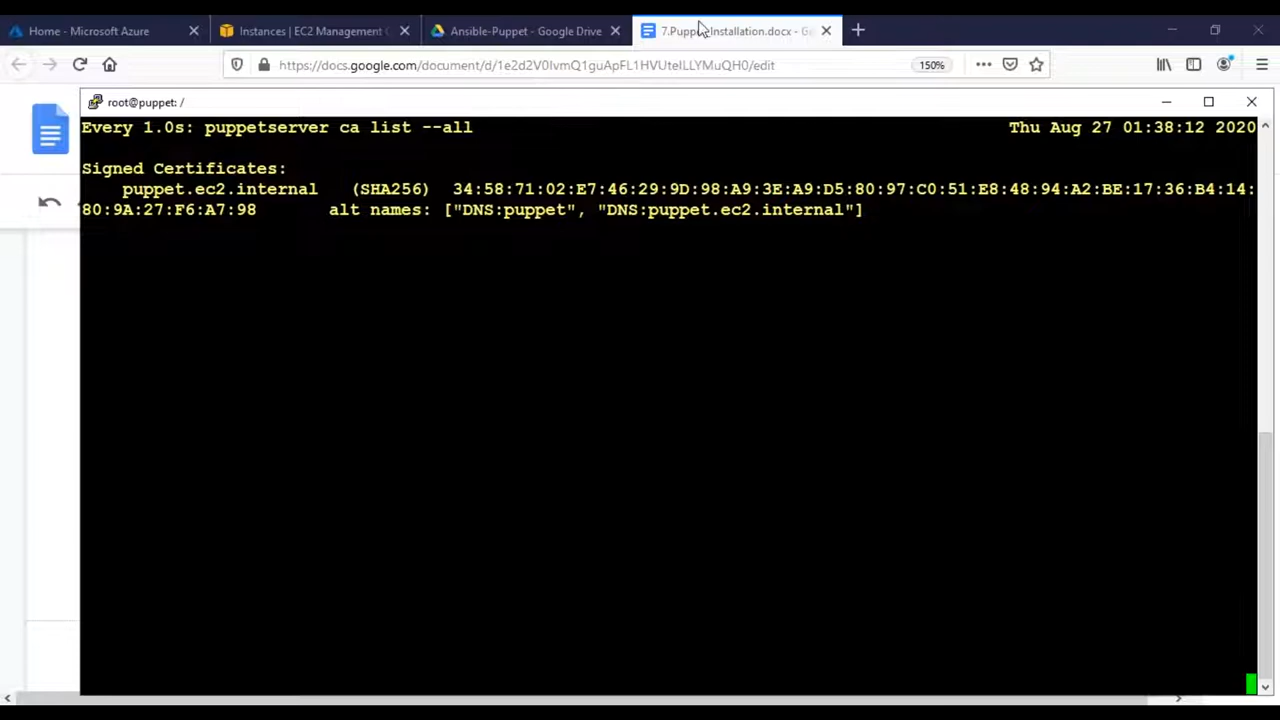 Home - Microsoft Azure
Instances | EC2 Management
Ansible-Puppet - Google Drive
7.Puppet Installation.docx - G
https://docs.google.com/document/d/1e2d2V0IvmQ1guApFL1HVUteILLYMuQH0/edit
150%
root@puppet: /
Every 1.0s: puppetserver ca list --all
Thu Aug 27 01:38:12 2020
Signed Certificates:
puppet.ec2.internal (SHA256) 34:58:71:02:E7:46:29:9D:98:A9:3E:A9:D5:80:97:C0:51:E8:48:94:A2:BE:17:36:B4:14:
80:9A:27:F6:A7:98 alt names: ["DNS:puppet", "DNS:puppet.ec2.internal"]